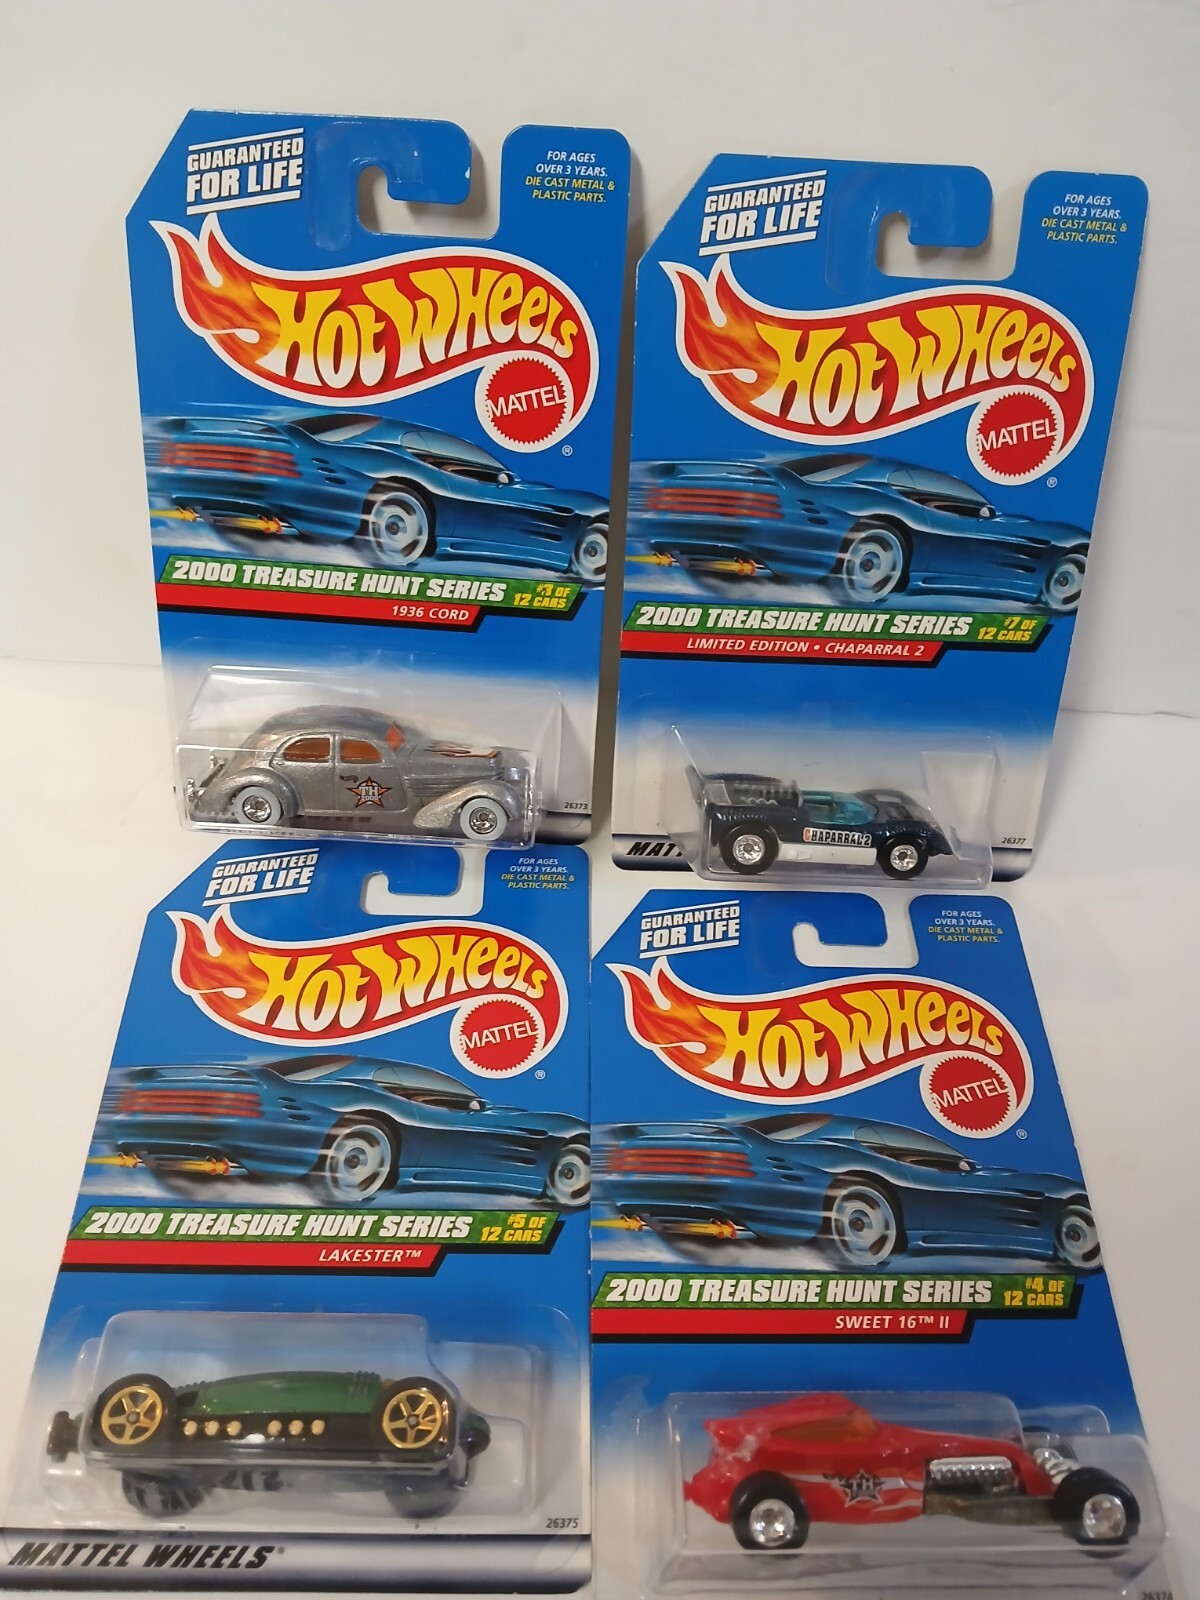 GUARANTEED
FOR LIFE
FOR AGES
OVER 3 YEARS.
DIE CAST METAL &
PLASTIC PARTS.
HOT WHEELS
MATTEL
®
2000 TREASURE HUNT SERIES
#3 OF
12 CARS
1936 CORD
TH
2000
26373
GUARANTEED
FOR LIFE
FOR AGES
OVER 3 YEARS.
DIE CAST METAL &
PLASTIC PARTS.
HOT WHEELS
MATTEL
®
2000 TREASURE HUNT SERIES
#7 OF
12 CARS
LIMITED EDITION • CHAPARRAL 2
CHAPARRAL-2
26377
MAT
GUARANTEED
FOR LIFE
FOR AGES
OVER 3 YEARS.
DIE CAST METAL &
PLASTIC PARTS.
HOT WHEELS
MATTEL
®
2000 TREASURE HUNT SERIES
#5 OF
12 CARS
LAKESTER™
26375
MATTEL WHEELS®
GUARANTEED
FOR LIFE
FOR AGES
OVER 3 YEARS.
DIE CAST METAL &
PLASTIC PARTS.
HOT WHEELS
MATTEL
®
2000 TREASURE HUNT SERIES
#4 OF
12 CARS
SWEET 16™ II
TH
26374